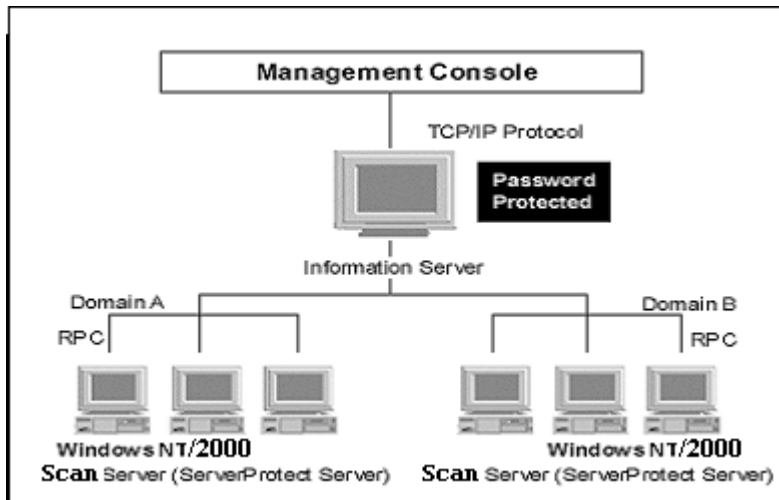 Management Console
TCP/IP Protocol
Password
Protected
Information Server
Domain A
Domain B
RPC
RPC
Windows NT/2000
Scan Server (ServerProtect Server)
Windows NT/2000
Scan Server (ServerProtect Server)